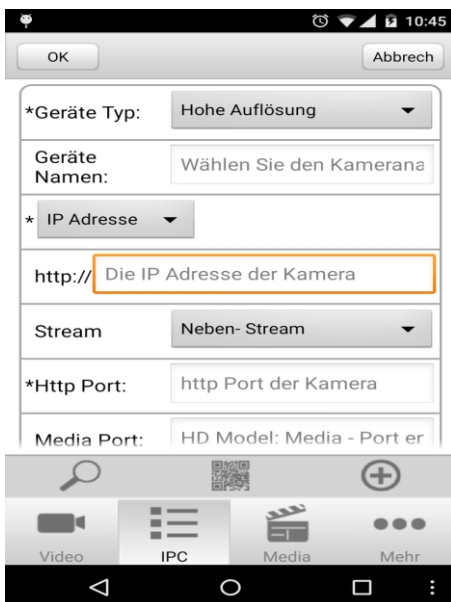 10:45
OK
Abbrech
*Geräte Typ: Hohe Auflösung
Geräte Namen: Wählen Sie den Kamerana
* IP Adresse
http:// Die IP Adresse der Kamera
Stream Neben- Stream
*Http Port: http Port der Kamera
Media Port: HD Model: Media - Port er
Video IPC Media Mehr